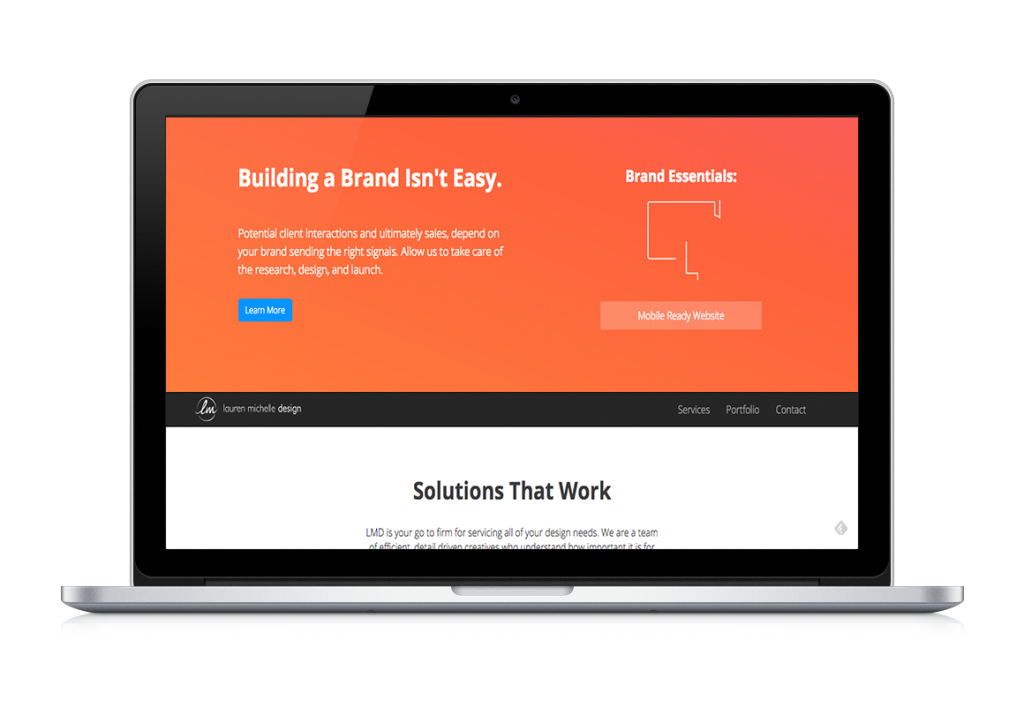 Building a Brand Isn't Easy.
Potential client interactions and ultimately sales, depend on
your brand sending the right signals. Allow us to take care of
the research, design, and launch.
Learn More
Brand Essentials:
Mobile Ready Website
lm lauren michelle design
Services Portfolio Contact
Solutions That Work
LMD is your go to firm for servicing all of your design needs. We are a team
of efficient, detail driven creatives who understand how important it is for